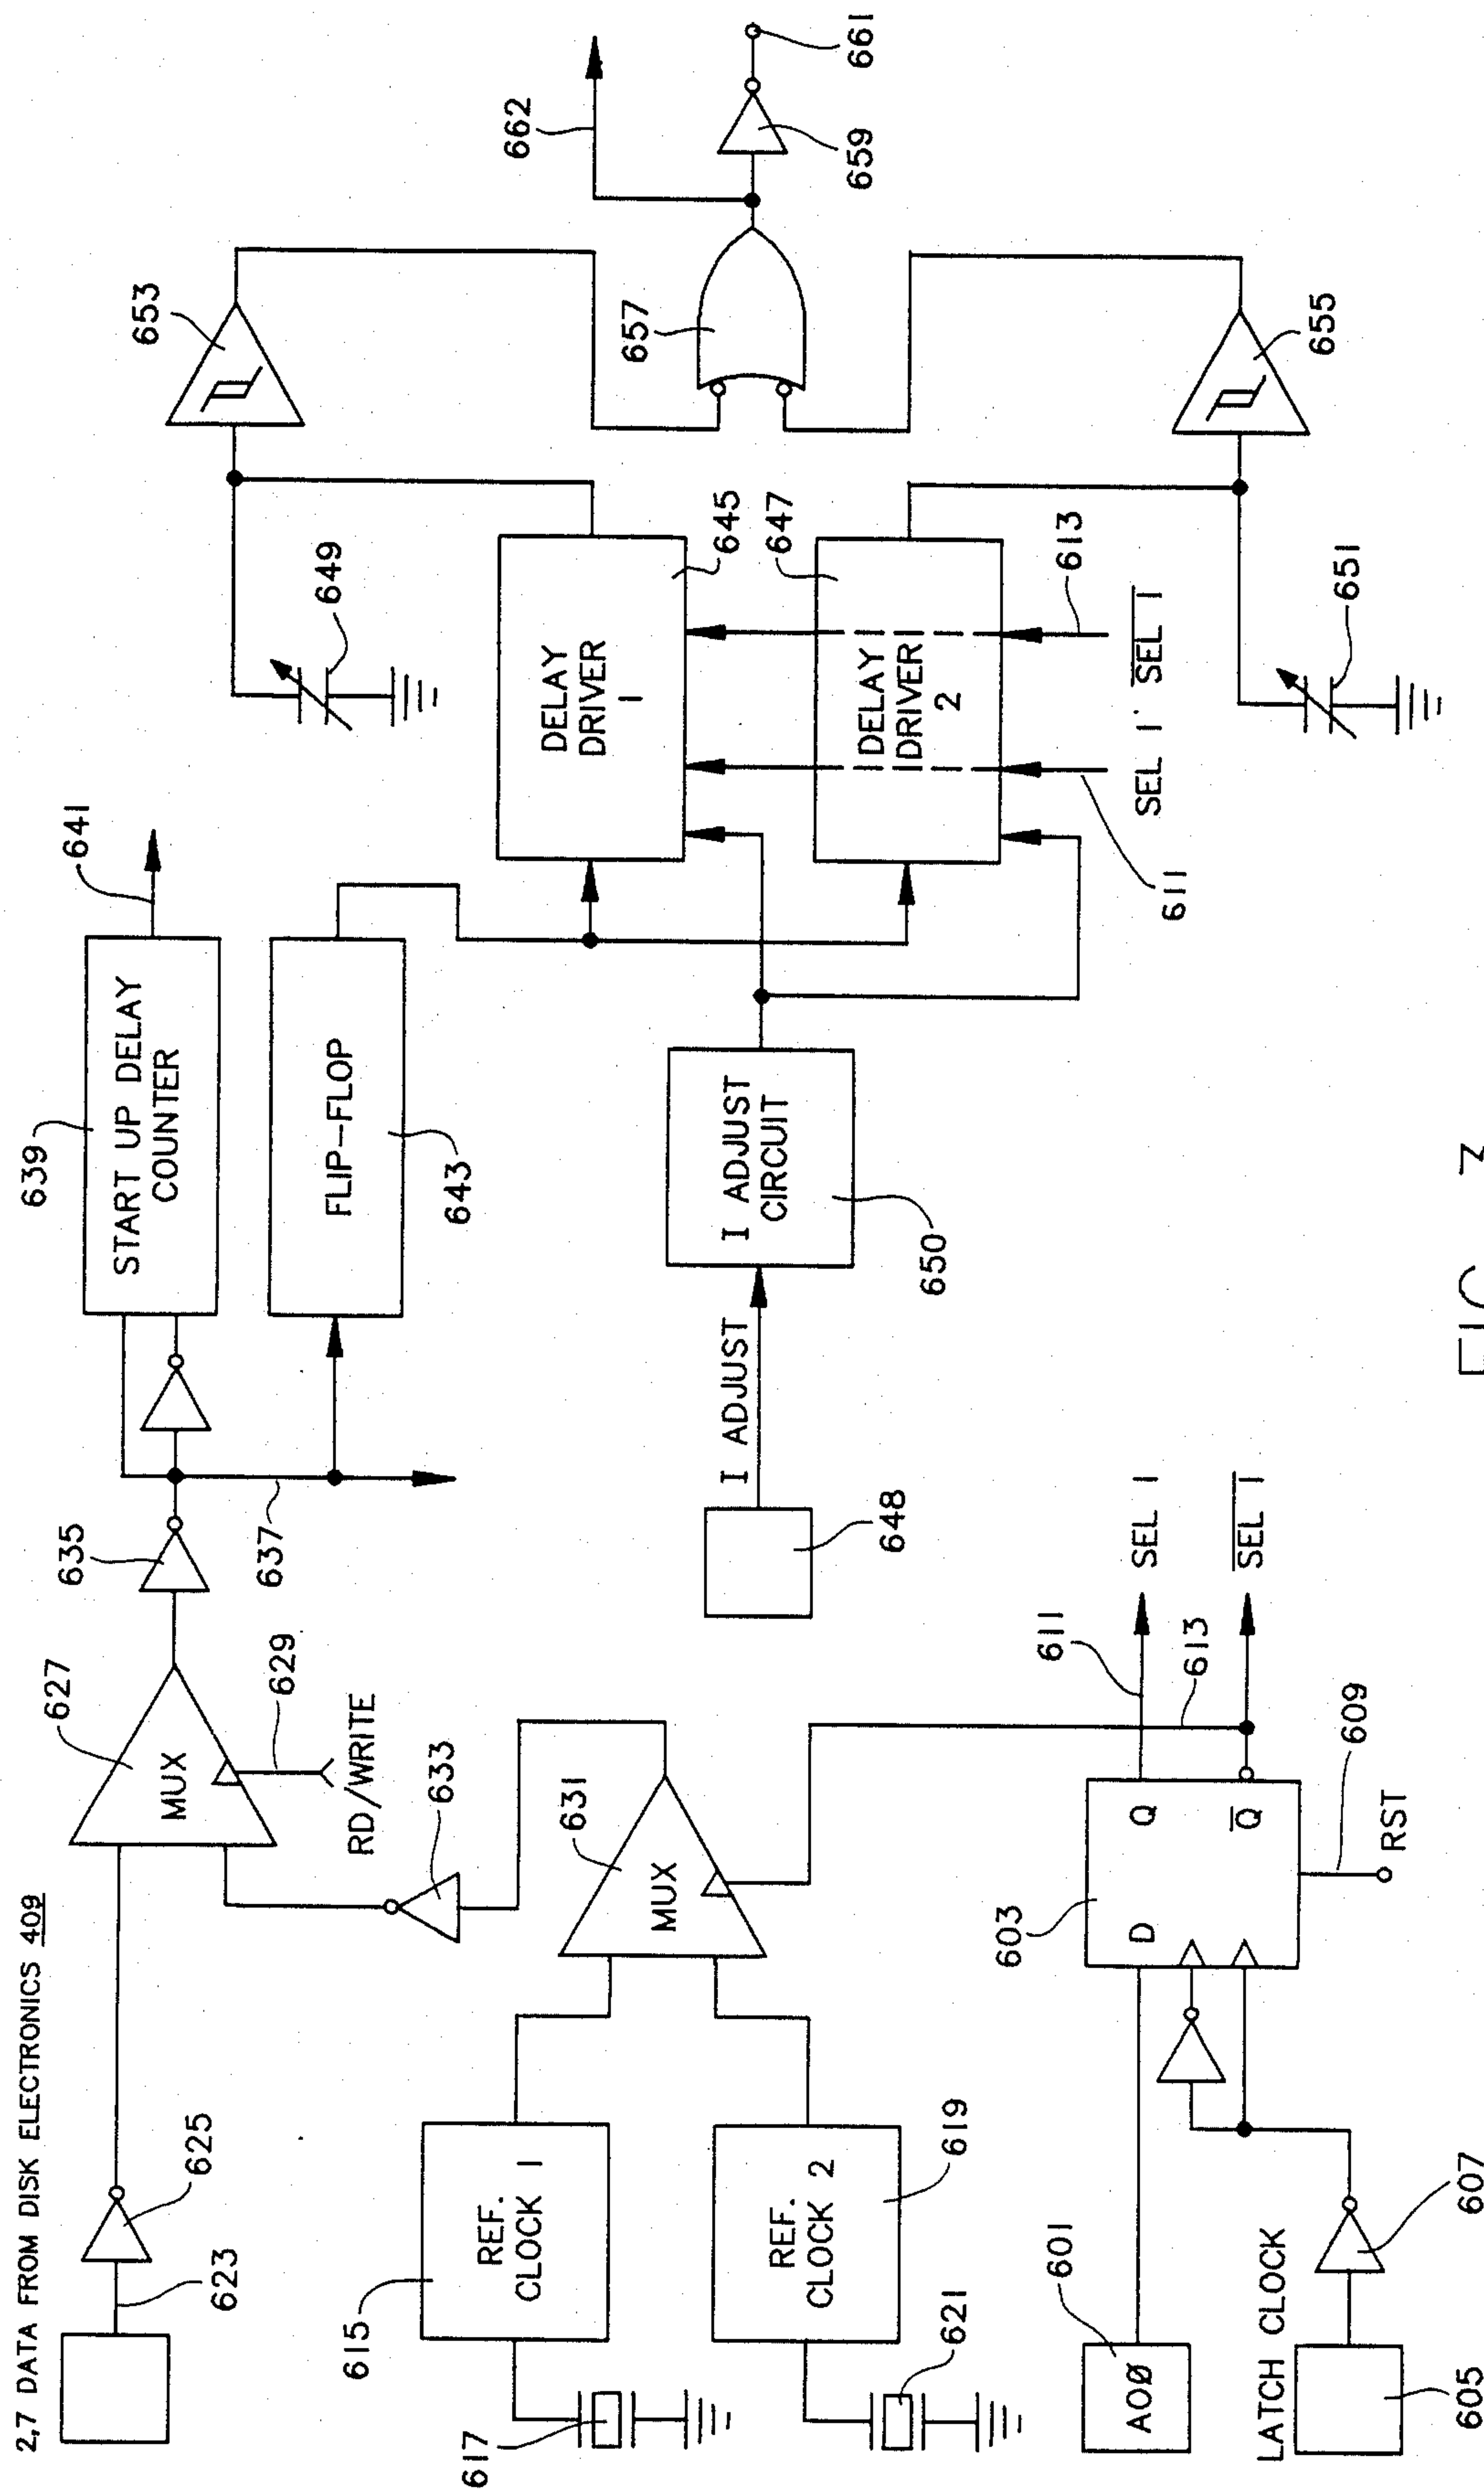 2,7 DATA FROM DISK ELECTRONICS 409
623
625
627
MUX
629
RD/WRITE
635
637
639
START UP DELAY
COUNTER
641
FLIP-FLOP
643
615
REF.
CLOCK 1
617
REF.
CLOCK 2
619
621
631
MUX
633
648
I ADJUST
I ADJUST
CIRCUIT
650
DELAY
DRIVER
1
645
DELAY
DRIVER
2
647
649
653
655
651
657
659
661
662
611
613
SEL 1
SEL 1
601
AOØ
603
D
Q
Q
LATCH CLOCK
605
607
609
RST
611
613
SEL 1
SEL 1